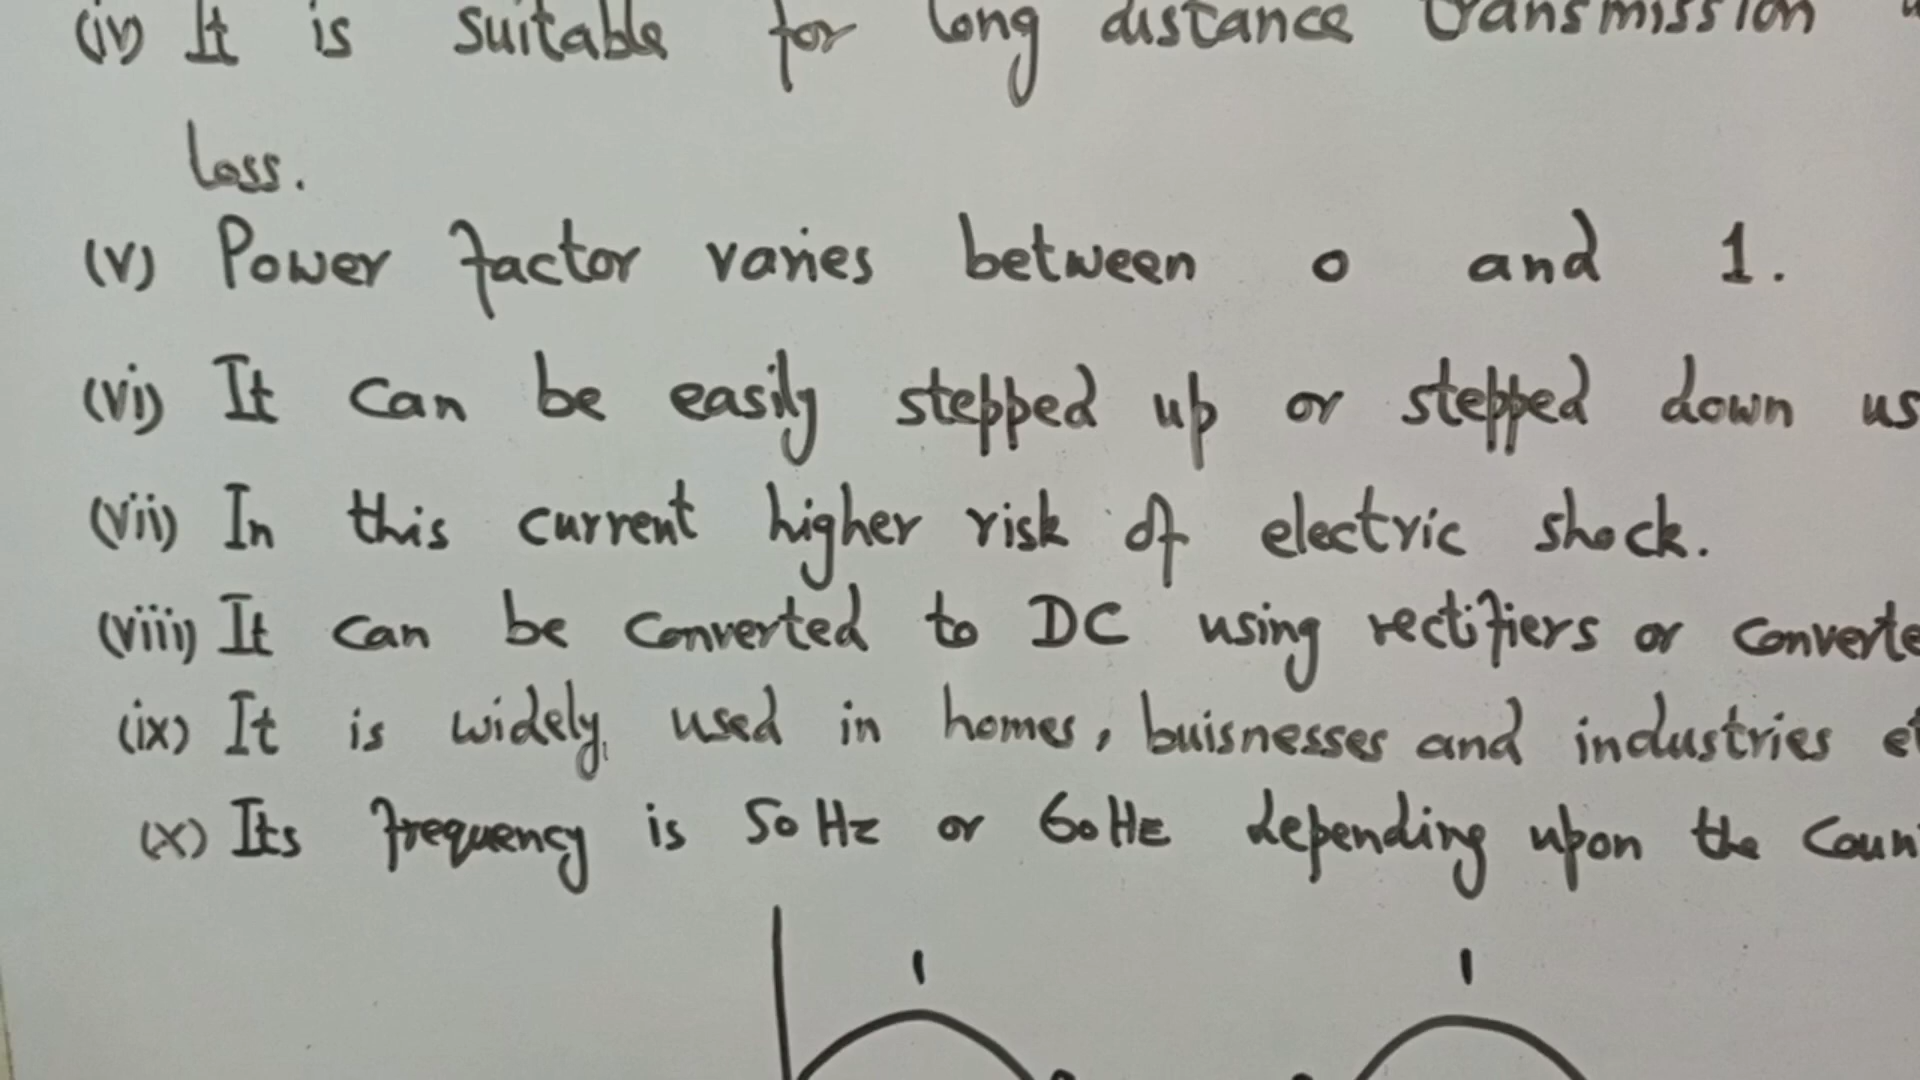 (iv) It is suitable for long distance transmission
loss.
(v) Power factor varies between 0 and 1.
(vi) It can be easily stepped up or stepped down us
(vii) In this current higher risk of electric shock.
(viii) It can be converted to DC using rectifiers or converte
(ix) It is widely used in homes, buisnesses and industries et
(x) Its frequency is 50 Hz or 60 Hz depending upon the coun
1 1